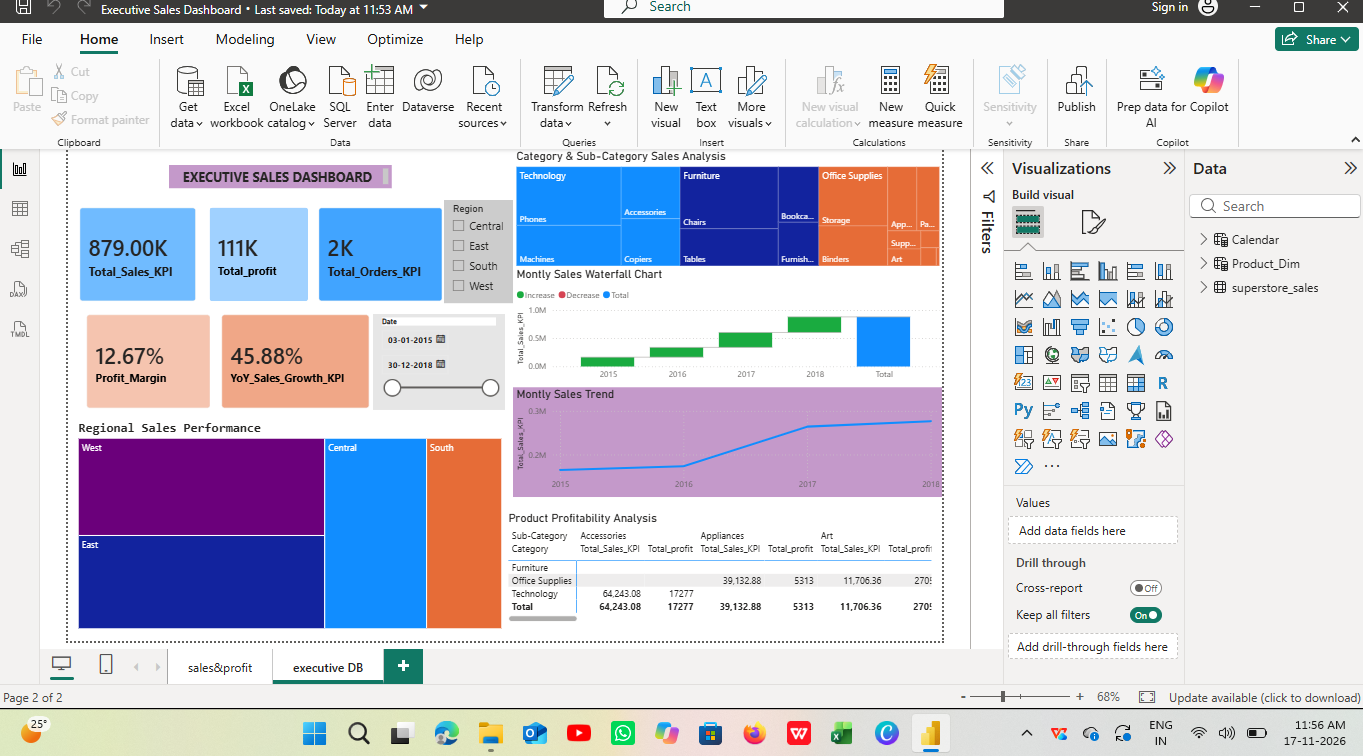 Executive Sales Dashboard • Last saved: Today at 11:53 AM
Search
Sign in
File Home Insert Modeling View Optimize Help
Share
Paste
Cut
Copy
Format painter
Clipboard
Get data
Excel workbook
OneLake catalog
SQL Server
Enter data
Dataverse
Recent sources
Data
Transform data
Refresh
Queries
New visual
Text box
More visuals
Insert
New visual calculation
New measure
Quick measure
Calculations
Sensitivity
Sensitivity
Publish
Share
Prep data for AI
Copilot
Copilot
DAX
TMDL
EXECUTIVE SALES DASHBOARD
879.00K
Total_Sales_KPI
111K
Total_profit
2K
Total_Orders_KPI
Region
Central
East
South
West
12.67%
Profit_Margin
45.88%
YoY_Sales_Growth_KPI
Date
03-01-2015
30-12-2018
Regional Sales Performance
West
East
Central
South
Category & Sub-Category Sales Analysis
Technology
Phones
Machines
Accessories
Copiers
Furniture
Chairs
Tables
Bookca...
Furnish...
Office Supplies
Storage
Binders
App...
Pa...
Supp...
Art
Montly Sales Waterfall Chart
Increase Decrease Total
Total_Sales_KPI
1.0M
0.5M
0.0M
2015 2016 2017 2018 Total
Montly Sales Trend
Total_Sales_KPI
0.3M
0.2M
2015 2016 2017 2018
Product Profitability Analysis
Sub-Category Accessories Appliances Art
Category Total_Sales_KPI Total_profit Total_Sales_KPI Total_profit Total_Sales_KPI Total_profi
Furniture
Office Supplies 39,132.88 5313 11,706.36 270
Technology 64,243.08 17277
Total 64,243.08 17277 39,132.88 5313 11,706.36 270
Filters
Visualizations
Build visual
123
R
Py
Values
Add data fields here
Drill through
Cross-report
Off
Keep all filters
On
Add drill-through fields here
Data
Search
Calendar
Product_Dim
superstore_sales
sales&profit
executive DB
+
Page 2 of 2
- + 68%
Update available (click to download)
25°
ENG
IN
11:56 AM
17-11-2026